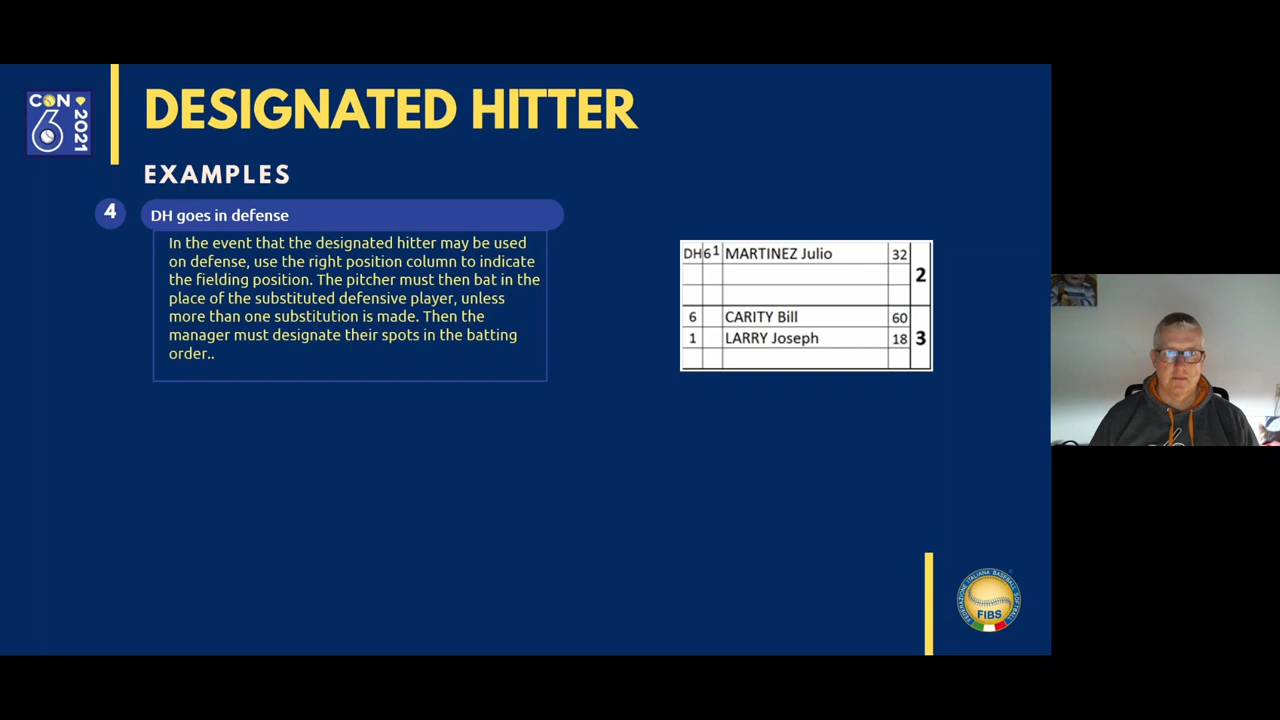 CON
6
2021
DESIGNATED HITTER
EXAMPLES
4
DH goes in defense
In the event that the designated hitter may be used
on defense, use the right position column to indicate
the fielding position. The pitcher must then bat in the
place of the substituted defensive player, unless
more than one substitution is made. Then the
manager must designate their spots in the batting
order..
DH 6 1 MARTINEZ Julio 32
2
6 CARITY Bill 60
1 LARRY Joseph 18 3
FEDERAZIONE ITALIANA BASEBALL SOFTBALL
FIBS